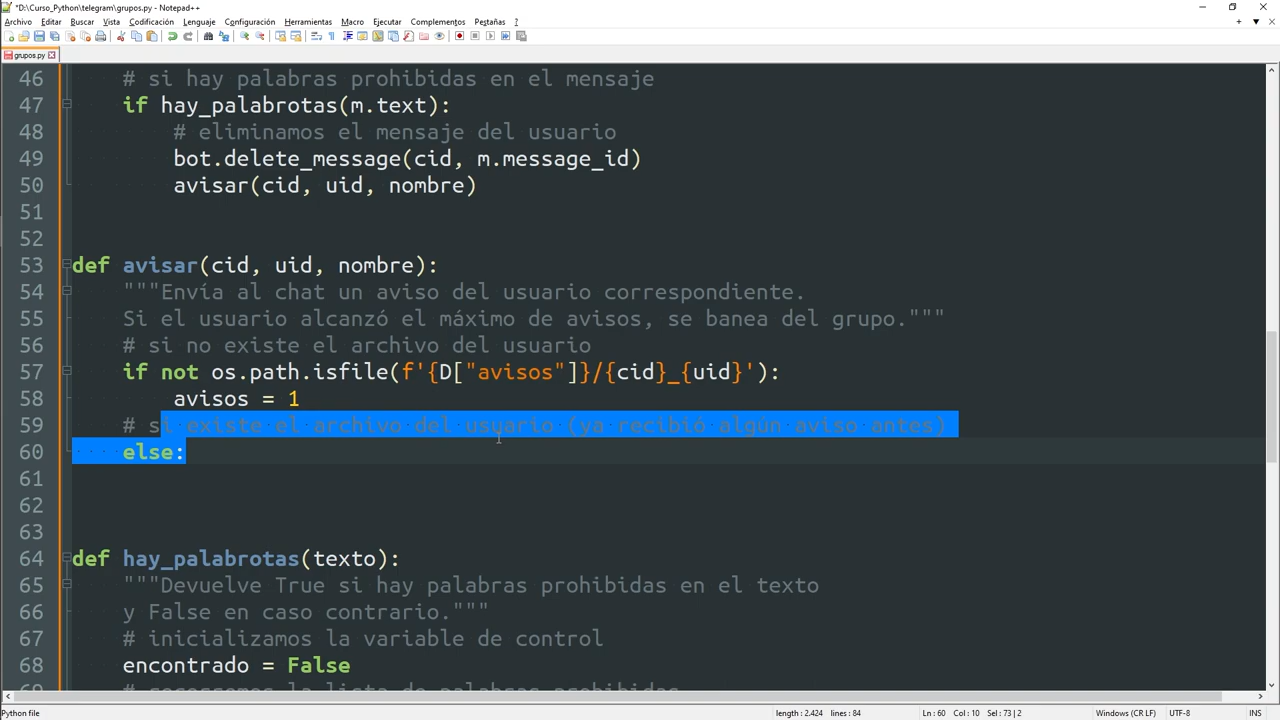 *D:\Curso_Python\telegram\grupos.py - Notepad++
Archivo Editar Buscar Vista Codificación Lenguaje Configuración Herramientas Macro Ejecutar Complementos Pestañas ?
grupos.py
46 # si hay palabras prohibidas en el mensaje
47 if hay_palabrotas(m.text):
48 # eliminamos el mensaje del usuario
49 bot.delete_message(cid, m.message_id)
50 avisar(cid, uid, nombre)
51
52
53 def avisar(cid, uid, nombre):
54 """Envía al chat un aviso del usuario correspondiente.
55 Si el usuario alcanzó el máximo de avisos, se banea del grupo."""
56 # si no existe el archivo del usuario
57 if not os.path.isfile(f'{D["avisos"]}/{cid}_{uid}'):
58 avisos = 1
59 # si existe el archivo del usuario (ya recibió algún aviso antes)
60 else:
61
62
63
64 def hay_palabrotas(texto):
65 """Devuelve True si hay palabras prohibidas en el texto
66 y False en caso contrario."""
67 # inicializamos la variable de control
68 encontrado = False
69 # recorremos la lista de palabras prohibidas
Python file length : 2.424 lines : 84 Ln : 60 Col : 10 Sel : 73 | 2 Windows (CR LF) UTF-8 INS